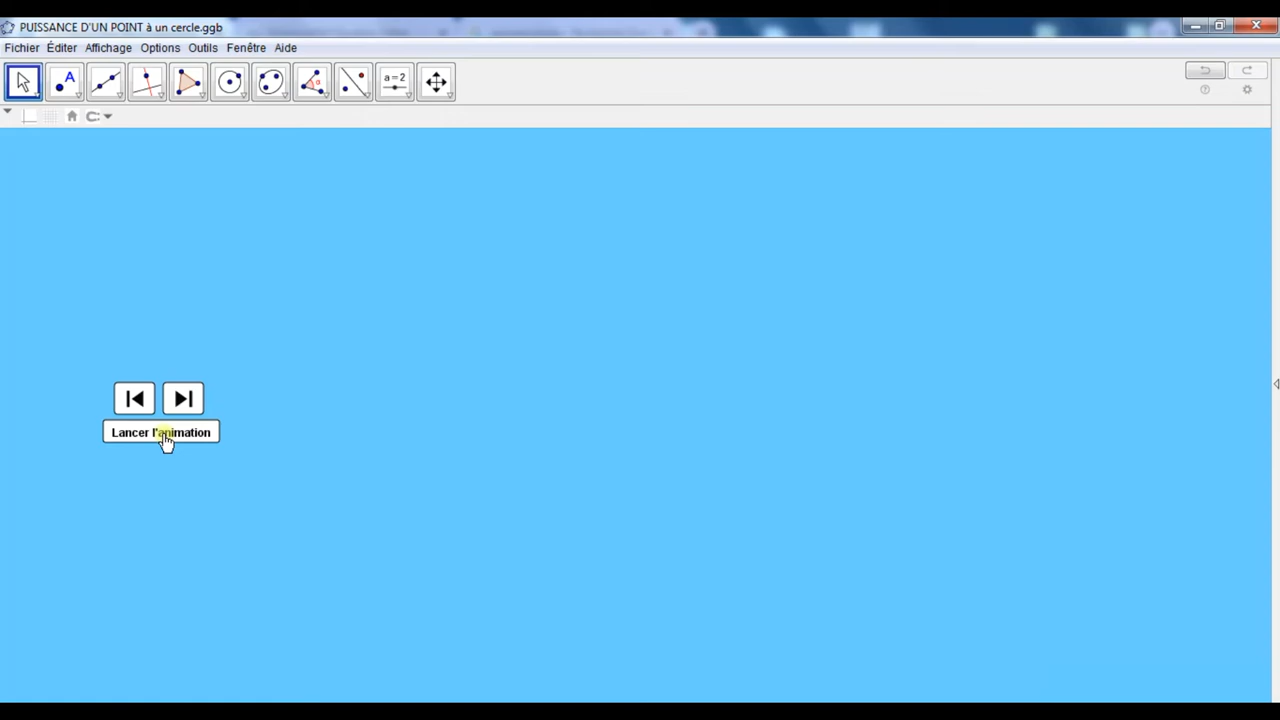 PUISSANCE D'UN POINT à un cercle.ggb
Fichier Éditer Affichage Options Outils Fenêtre Aide
A
α
a=2
Lancer l'animation